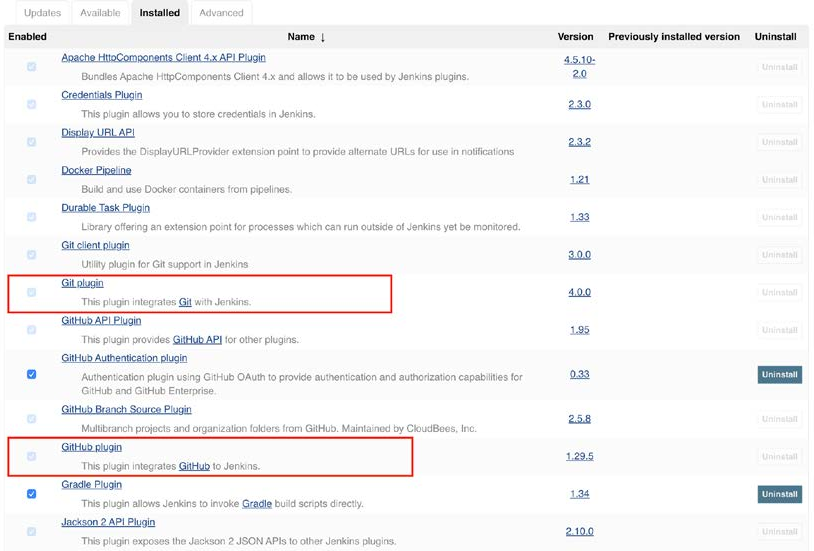 Updates Available Installed Advanced
Enabled Name ↓ Version Previously installed version Uninstall
Apache HttpComponents Client 4.x API Plugin 4.5.10- Uninstall
Bundles Apache HttpComponents Client 4.x and allows it to be used by Jenkins plugins. 2.0
Credentials Plugin 2.3.0 Uninstall
This plugin allows you to store credentials in Jenkins.
Display URL API 2.3.2 Uninstall
Provides the DisplayURLProvider extension point to provide alternate URLs for use in notifications
Docker Pipeline 1.21 Uninstall
Build and use Docker containers from pipelines.
Durable Task Plugin 1.33 Uninstall
Library offering an extension point for processes which can run outside of Jenkins yet be monitored.
Git client plugin 3.0.0 Uninstall
Utility plugin for Git support in Jenkins
Git plugin 4.0.0 Uninstall
This plugin integrates Git with Jenkins.
GitHub API Plugin 1.95 Uninstall
This plugin provides GitHub API for other plugins.
GitHub Authentication plugin 0.33 Uninstall
Authentication plugin using GitHub OAuth to provide authentication and authorization capabilities for
GitHub and GitHub Enterprise.
GitHub Branch Source Plugin 2.5.8 Uninstall
Multibranch projects and organization folders from GitHub. Maintained by CloudBees, Inc.
GitHub plugin 1.29.5 Uninstall
This plugin integrates GitHub to Jenkins.
Gradle Plugin 1.34 Uninstall
This plugin allows Jenkins to invoke Gradle build scripts directly.
Jackson 2 API Plugin 2.10.0 Uninstall
This plugin exposes the Jackson 2 JSON APIs to other Jenkins plugins.